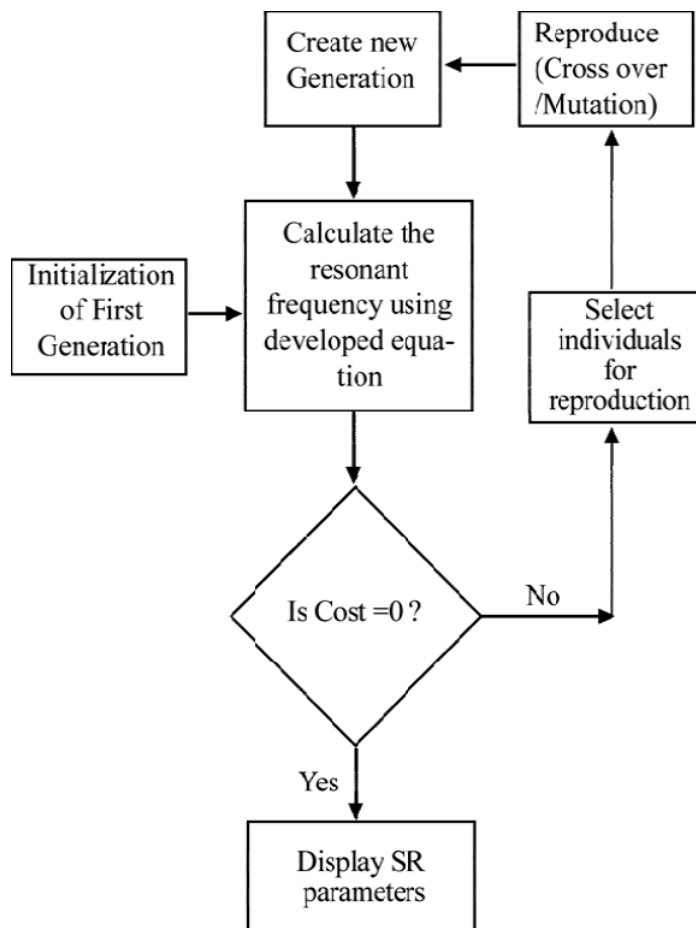 Create new
Generation
Reproduce
(Cross over
/Mutation)
Initialization
of First
Generation
Calculate the
resonant
frequency using
developed equa-
tion
Select
individuals
for
reproduction
Is Cost =0 ?
No
Yes
Display SR
parameters